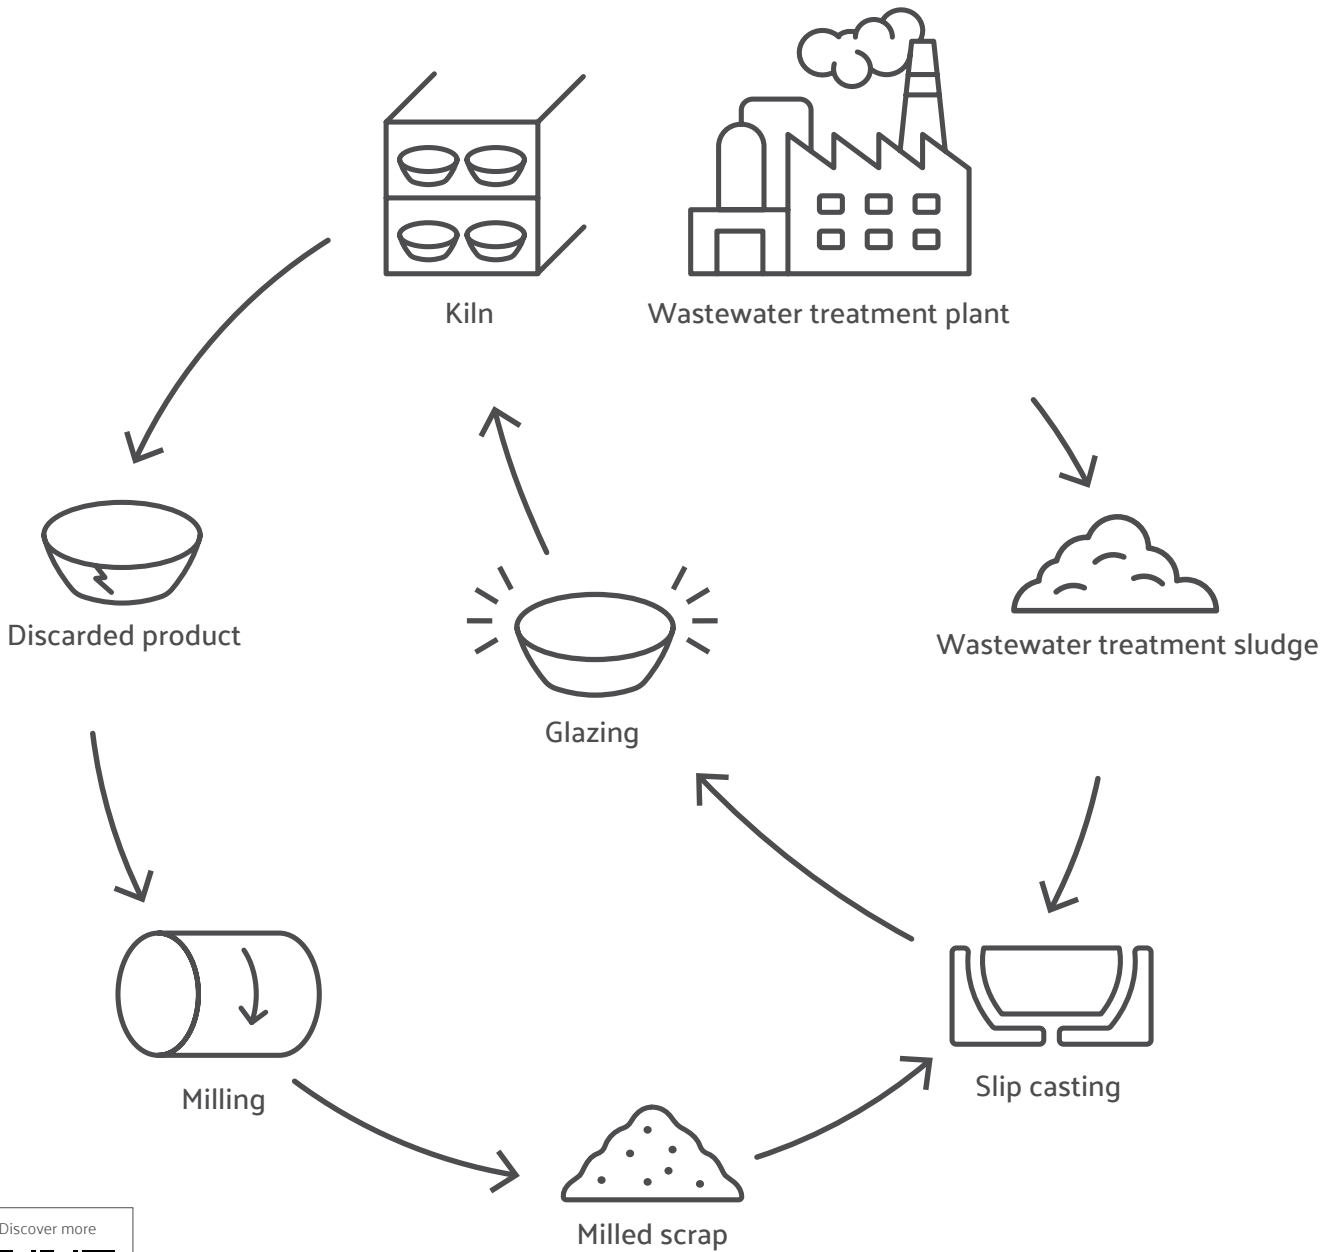 Kiln
Wastewater treatment plant
Discarded product
Wastewater treatment sludge
Glazing
Milling
Slip casting
Milled scrap
Discover more